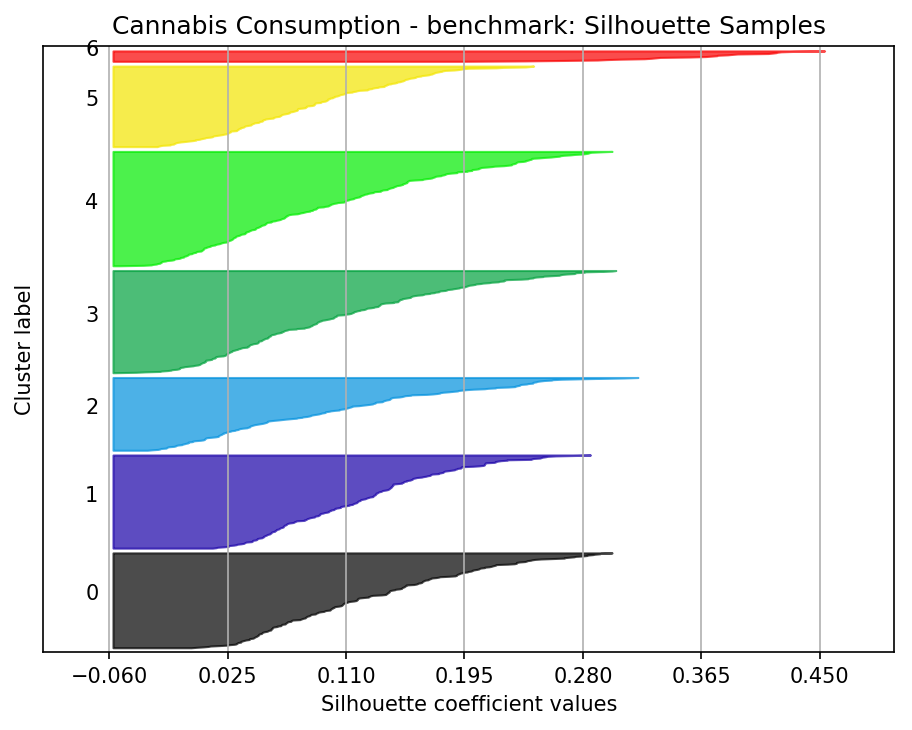 Cannabis Consumption - benchmark: Silhouette Samples
6
5
4
3
2
1
0
Cluster label
−0.060 0.025 0.110 0.195 0.280 0.365 0.450
Silhouette coefficient values